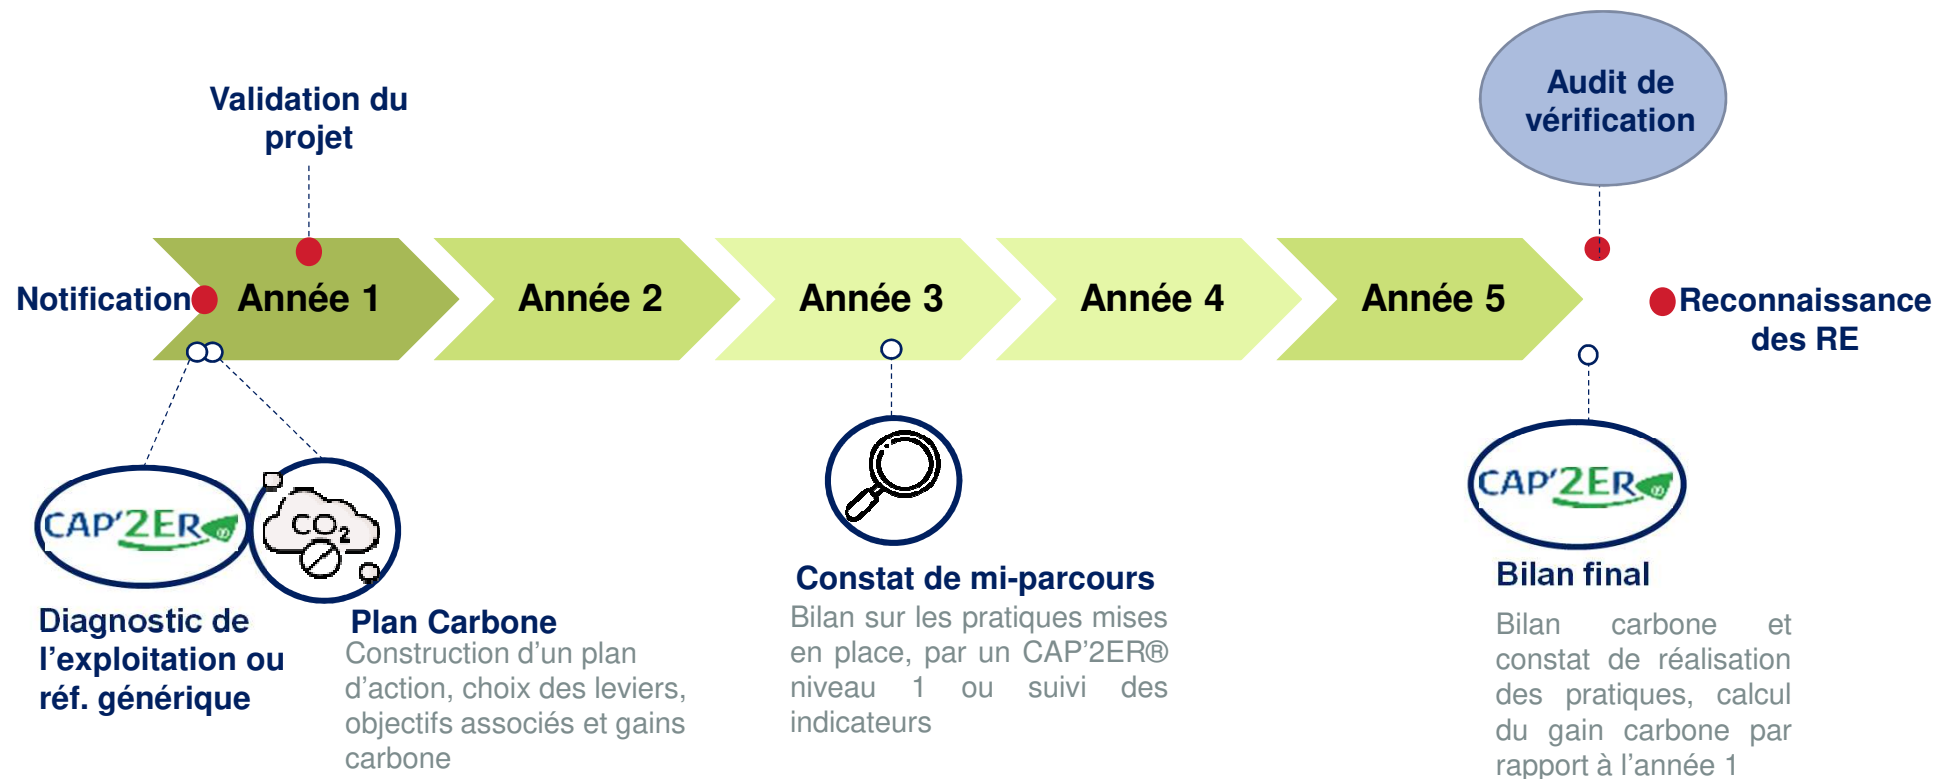 Audit de
vérification
Validation du
projet
Notification
Année 1
Année 2
Année 3
Année 4
Année 5
Reconnaissance
des RE
CAP'2ER
CO2
CAP'2ER
Diagnostic de
l'exploitation ou
réf. générique
Plan Carbone
Construction d'un plan
d'action, choix des leviers,
objectifs associés et gains
carbone
Constat de mi-parcours
Bilan sur les pratiques mises
en place, par un CAP'2ER®
niveau 1 ou suivi des
indicateurs
Bilan final
Bilan carbone et
constat de réalisation
des pratiques, calcul
du gain carbone par
rapport à l'année 1